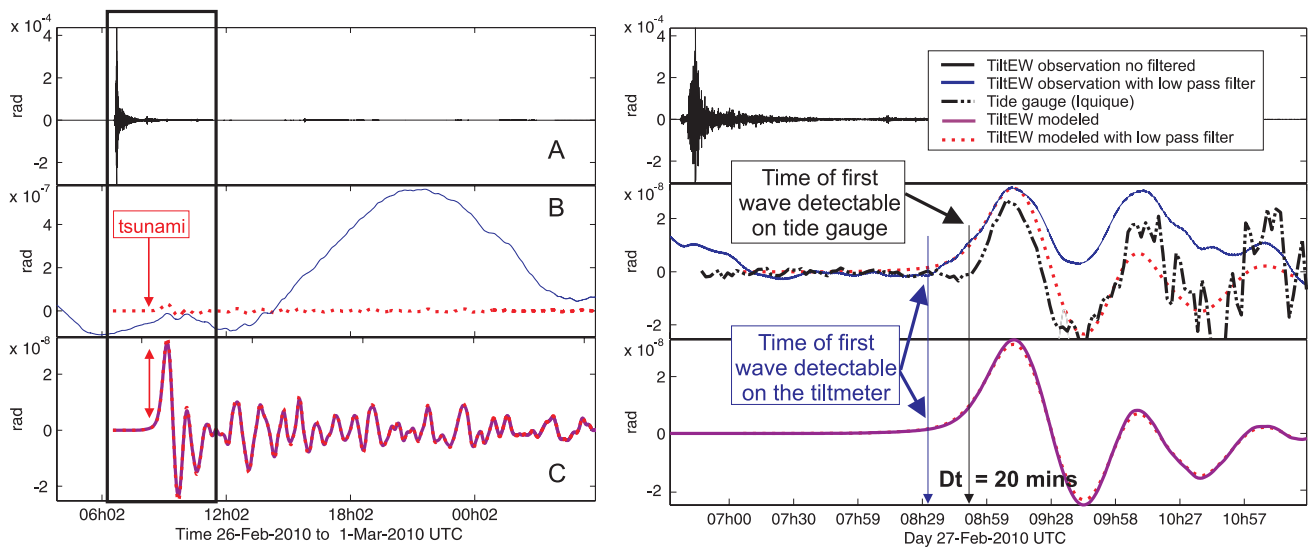 x 10⁻⁴
4
2
0
-2
rad
A
x 10⁻⁷
4
2
0
rad
B
tsunami
x 10⁻⁸
2
0
-2
rad
C
06h02 12h02 18h02 00h02
Time 26-Feb-2010 to 1-Mar-2010 UTC
x 10⁻⁴
4
2
0
-2
rad
TiltEW observation no filtered
TiltEW observation with low pass filter
Tide gauge (Iquique)
TiltEW modeled
TiltEW modeled with low pass filter
x 10⁻⁸
2
0
-2
rad
Time of first
wave detectable
on tide gauge
Time of first
wave detectable
on the tiltmeter
x 10⁻⁸
2
0
-2
rad
Dt = 20 mins
07h00 07h30 07h59 08h29 08h59 09h28 09h58 10h27 10h57
Day 27-Feb-2010 UTC